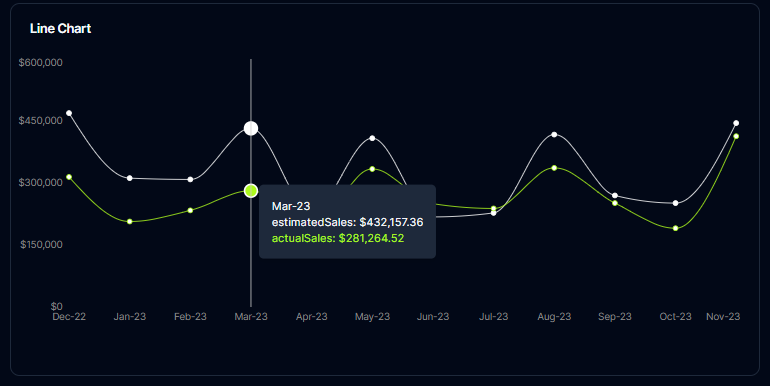 Line Chart
$600,000
$450,000
$300,000
$150,000
$0
Mar-23
estimatedSales: $432,157.36
actualSales: $281,264.52
Dec-22 Jan-23 Feb-23 Mar-23 Apr-23 May-23 Jun-23 Jul-23 Aug-23 Sep-23 Oct-23 Nov-23